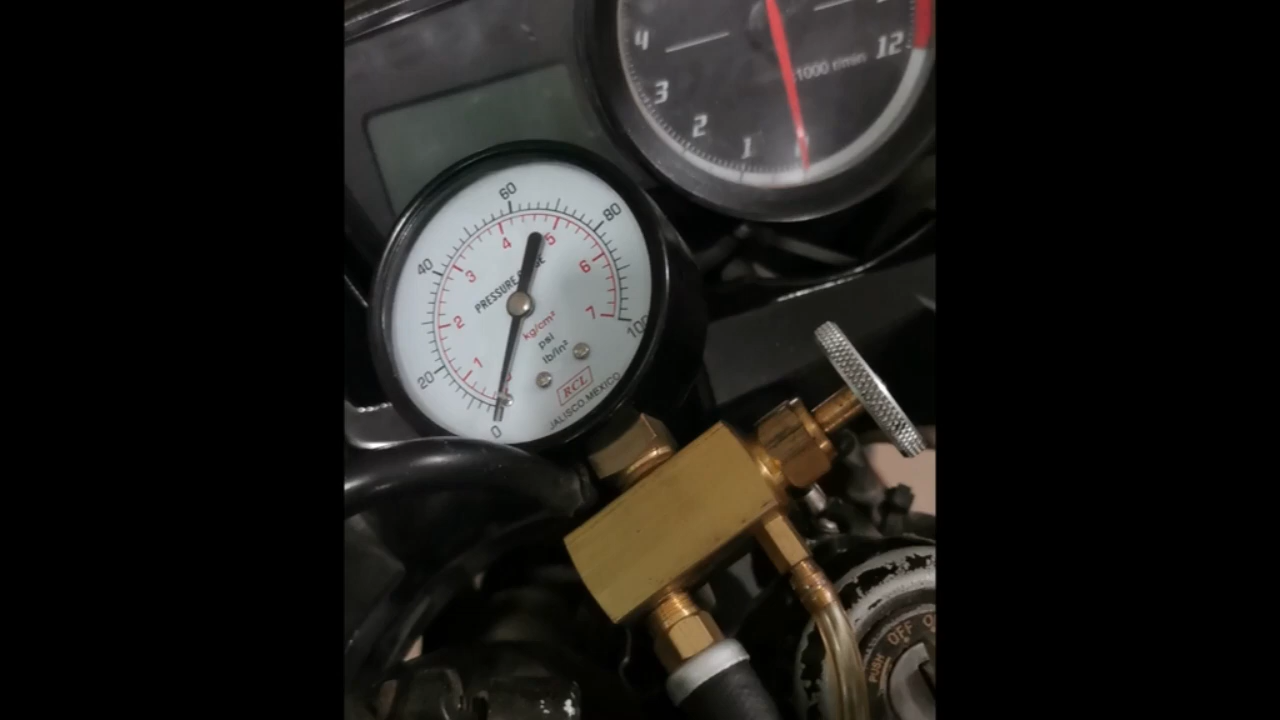 4
3
2
1
12
1000 r/min
60
80
40
20
0
100
4
5
3
6
2
7
1
PRESSURE
kg/cm²
psi
lb/in²
RCL
JALISCO.MEXICO
OFF
PUSH